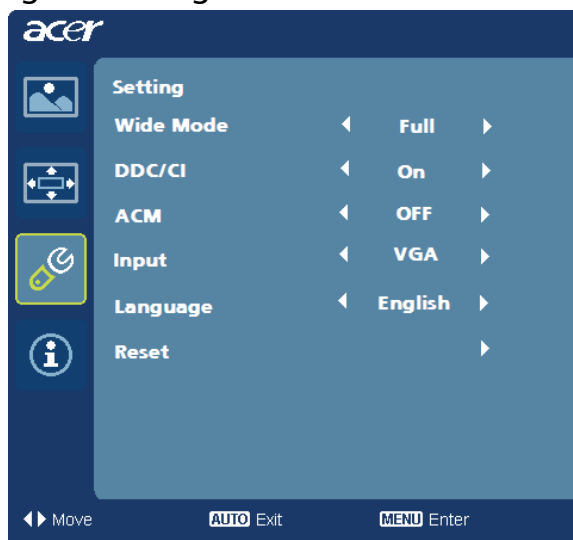 acer
Setting
Wide Mode Full
DDC/CI On
ACM OFF
Input VGA
Language English
Reset
Move AUTO Exit MENU Enter